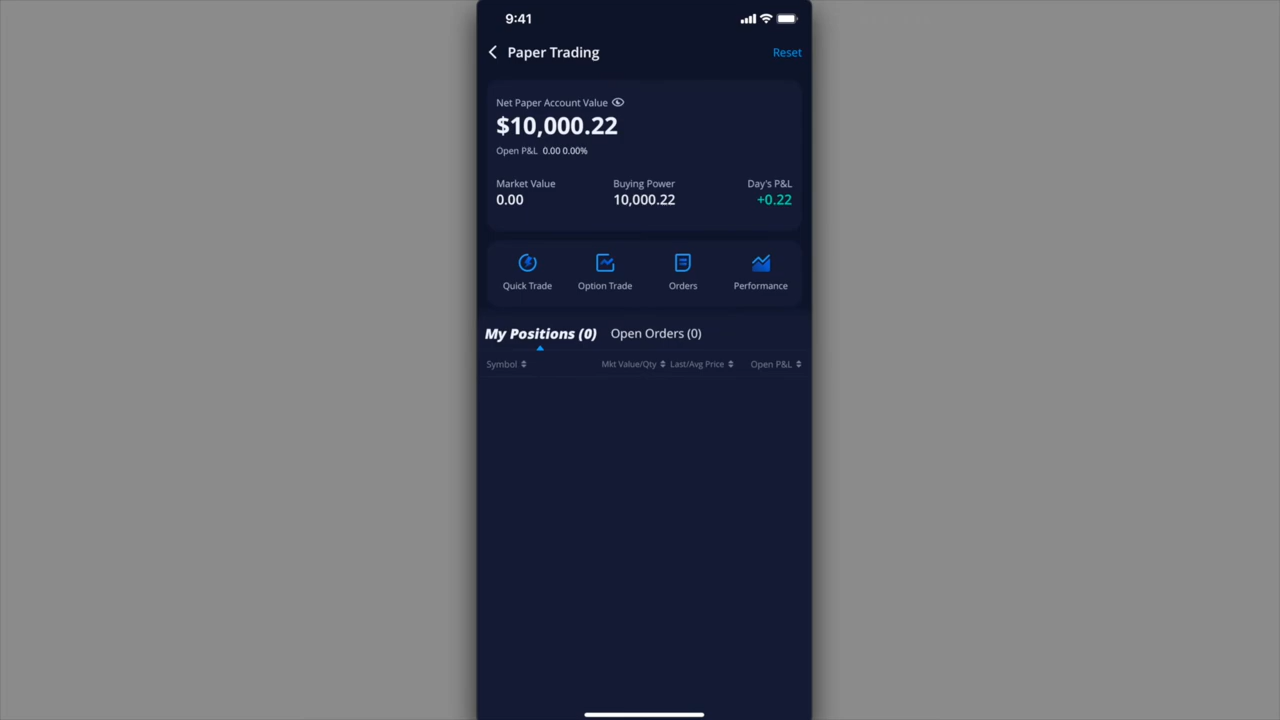 9:41
Paper Trading
Reset
Net Paper Account Value
$10,000.22
Open P&L 0.00 0.00%
Market Value Buying Power Day's P&L
0.00 10,000.22 +0.22
Quick Trade Option Trade Orders Performance
My Positions (0) Open Orders (0)
Symbol Mkt Value/Qty Last/Avg Price Open P&L